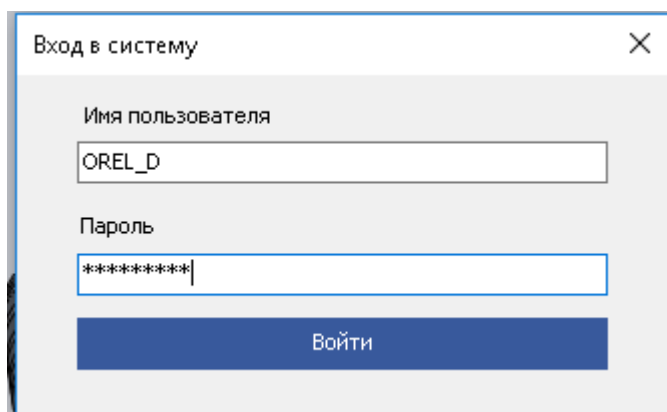 Вход в систему
Имя пользователя
OREL_D
Пароль
*********
Войти